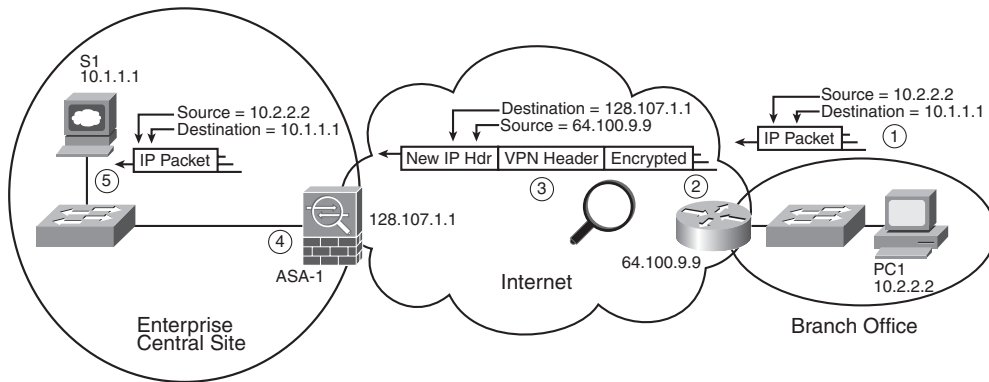 S1
10.1.1.1
Source = 10.2.2.2
Destination = 10.1.1.1
IP Packet
5
4
ASA-1
128.107.1.1
Enterprise
Central Site
Destination = 128.107.1.1
Source = 64.100.9.9
New IP Hdr
VPN Header
Encrypted
3
2
Internet
64.100.9.9
Source = 10.2.2.2
Destination = 10.1.1.1
IP Packet
1
PC1
10.2.2.2
Branch Office